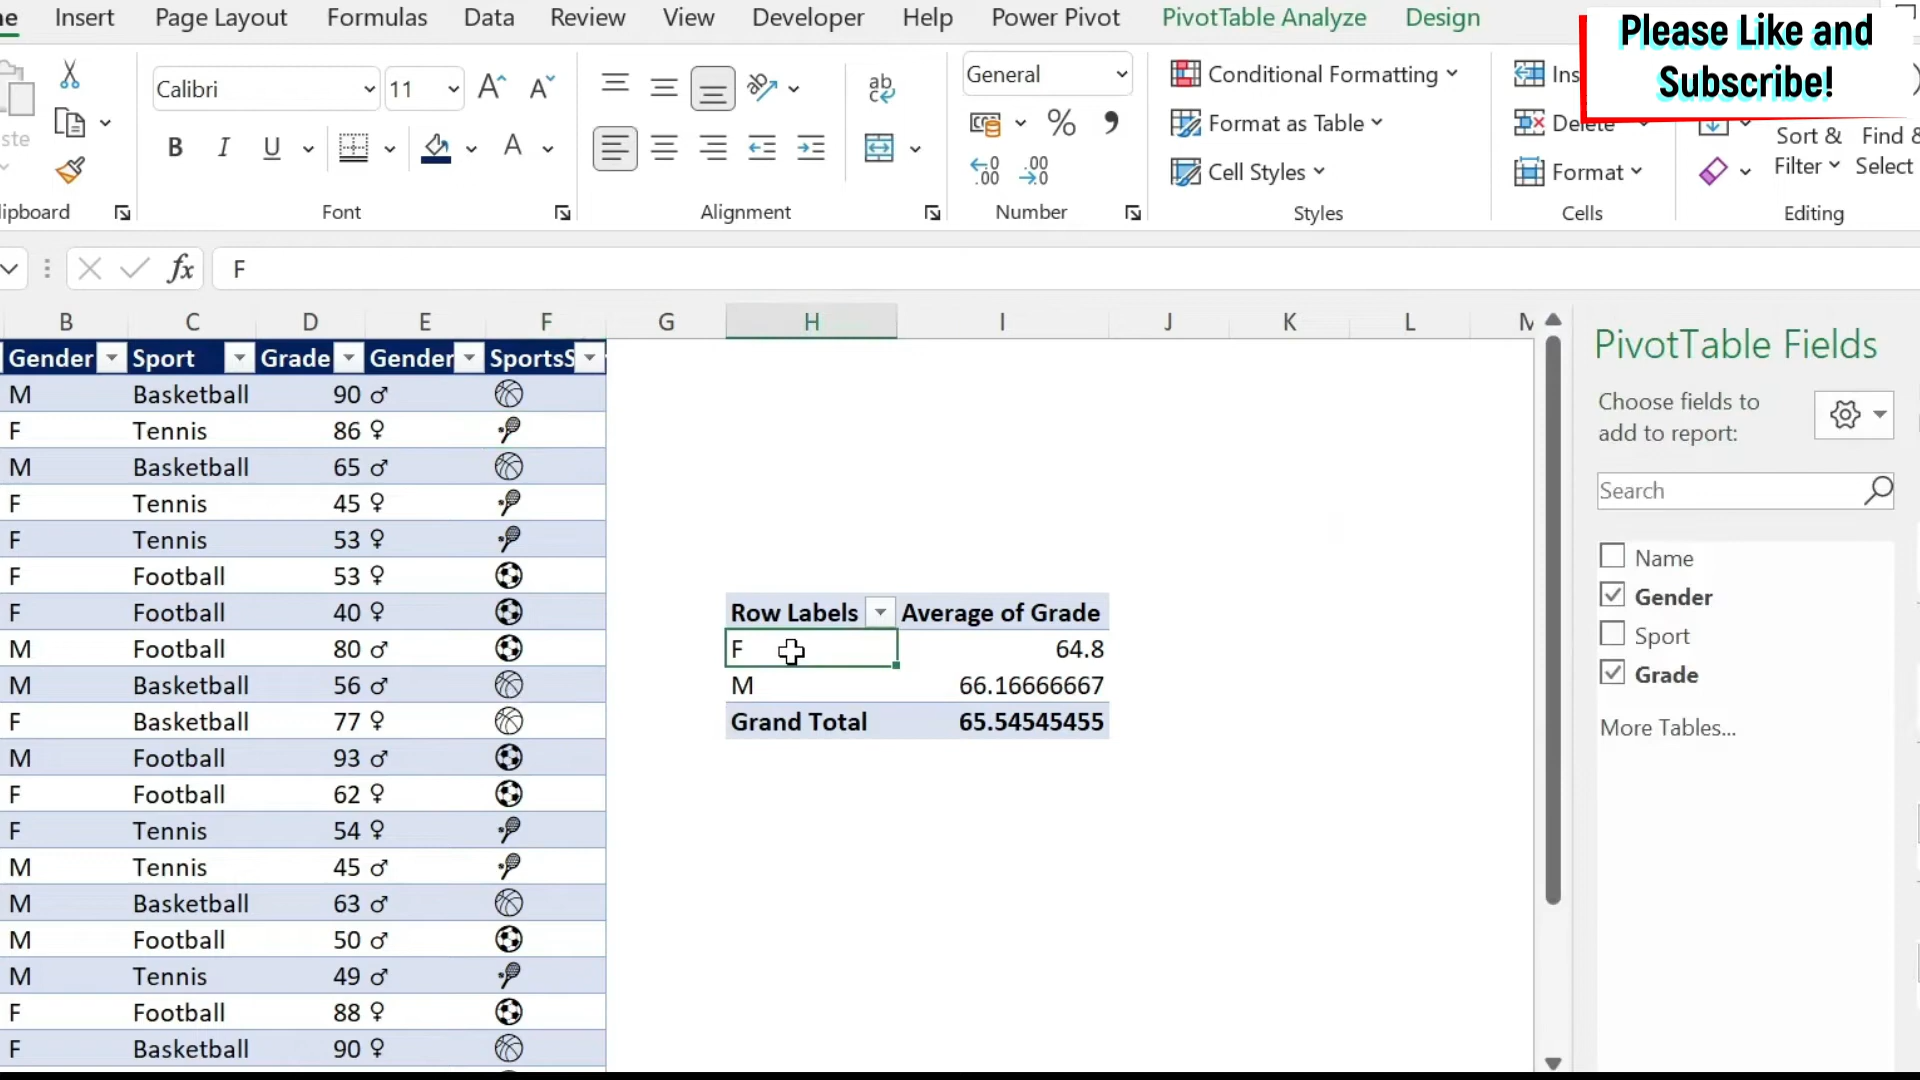 Insert Page Layout Formulas Data Review View Developer Help Power Pivot PivotTable Analyze Design
Please Like and
Subscribe!
Calibri 11
General
Conditional Formatting
Format as Table
Cell Styles
Delete
Format
Sort &
Filter
Find &
Select
B I U
ab
Font Alignment Number Styles Cells Editing
fx F
B C D E F G H I J K L
Gender Sport Grade Gender SportsS
M Basketball 90 ♂
F Tennis 86 ♀
M Basketball 65 ♂
F Tennis 45 ♀
F Tennis 53 ♀
F Football 53 ♀
F Football 40 ♀
M Football 80 ♂
M Basketball 56 ♂
F Basketball 77 ♀
M Football 93 ♂
F Football 62 ♀
F Tennis 54 ♀
M Tennis 45 ♂
M Basketball 63 ♂
M Football 50 ♂
M Tennis 49 ♂
F Football 88 ♀
F Basketball 90 ♀
Row Labels Average of Grade
F 64.8
M 66.16666667
Grand Total 65.54545455
PivotTable Fields
Choose fields to
add to report:
Search
Name
Gender
Sport
Grade
More Tables...